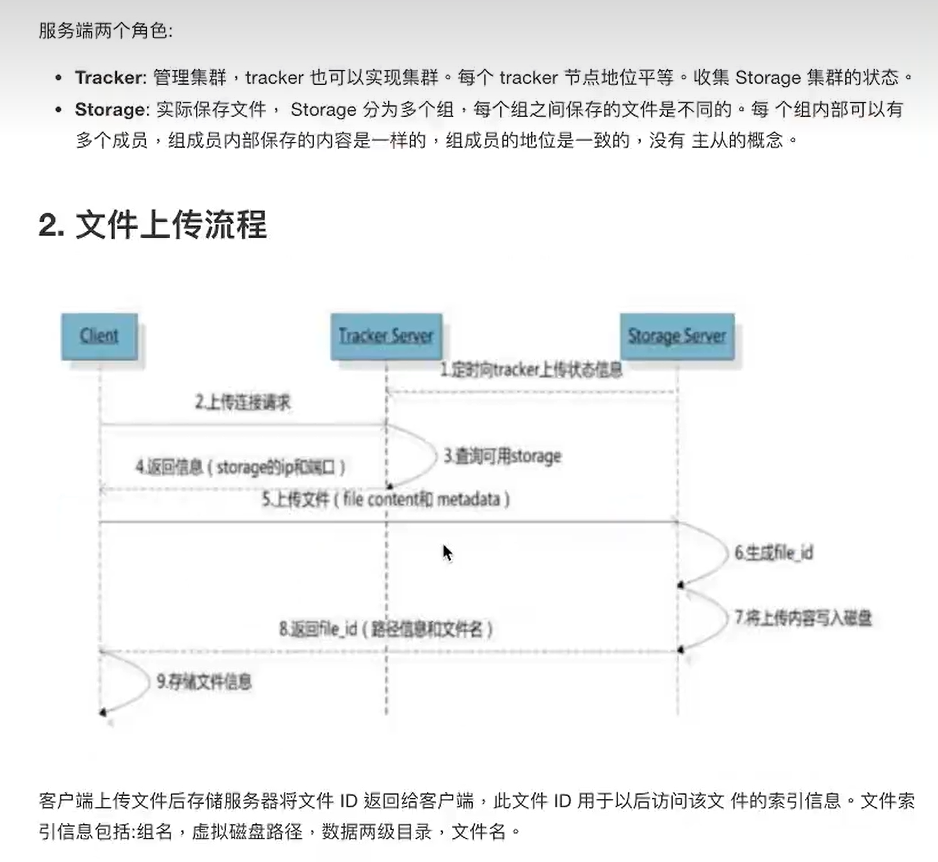 服务端两个角色:
• Tracker: 管理集群，tracker 也可以实现集群。每个 tracker 节点地位平等。收集 Storage 集群的状态。
• Storage: 实际保存文件， Storage 分为多个组，每个组之间保存的文件是不同的。每 个组内部可以有
多个成员，组成员内部保存的内容是一样的，组成员的地位是一致的，没有 主从的概念。
2. 文件上传流程
Client
Tracker Server
Storage Server
1.定时向tracker上传状态信息
2.上传连接请求
3.查询可用storage
4.返回信息（storage的ip和端口）
5.上传文件（file content和 metadata）
6.生成file_id
7.将上传内容写入磁盘
8.返回file_id（路径信息和文件名）
9.存储文件信息
客户端上传文件后存储服务器将文件 ID 返回给客户端，此文件 ID 用于以后访问该文 件的索引信息。文件索
引信息包括:组名，虚拟磁盘路径，数据两级目录，文件名。